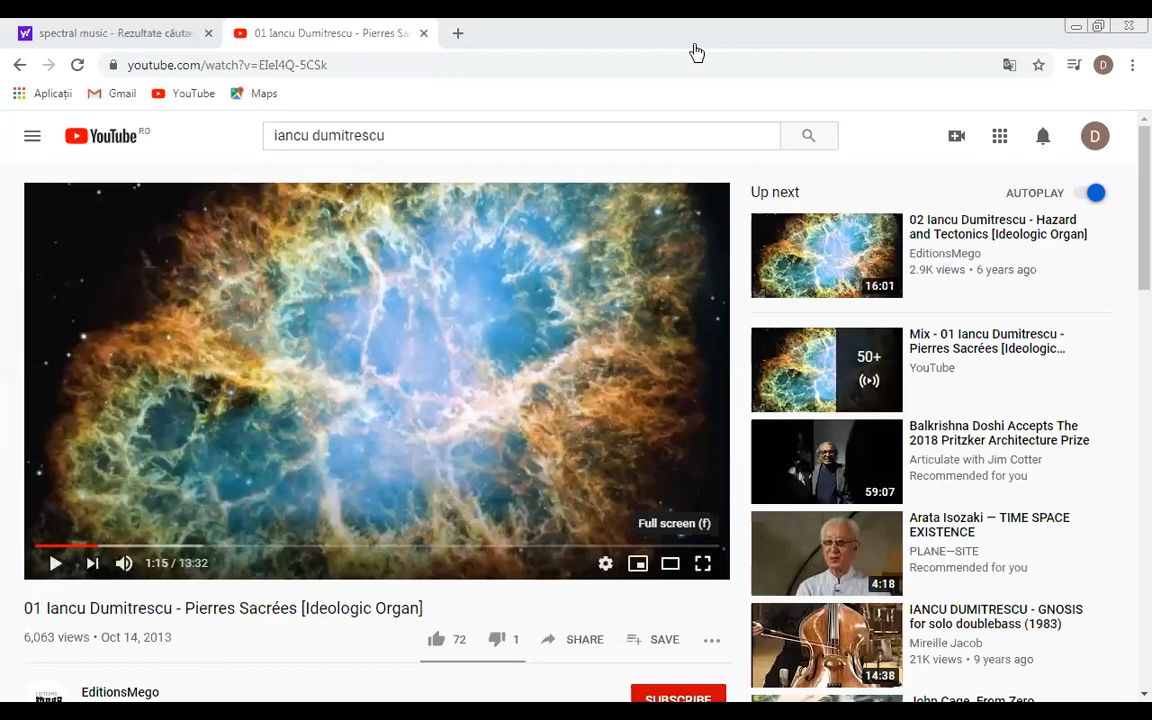 spectral music - Rezultate căutar
01 Iancu Dumitrescu - Pierres Sa
youtube.com/watch?v=EIeI4Q-5CSk
Aplicații
Gmail
YouTube
Maps
YouTube RO
iancu dumitrescu
D
D
Full screen (f)
1:15 / 13:32
01 Iancu Dumitrescu - Pierres Sacrées [Ideologic Organ]
6,063 views • Oct 14, 2013
72
1
SHARE
SAVE
EditionsMego
SUBSCRIBE
Up next
AUTOPLAY
16:01
02 Iancu Dumitrescu - Hazard
and Tectonics [Ideologic Organ]
EditionsMego
2.9K views • 6 years ago
50+
Mix - 01 Iancu Dumitrescu -
Pierres Sacrées [Ideologic...
YouTube
59:07
Balkrishna Doshi Accepts The
2018 Pritzker Architecture Prize
Articulate with Jim Cotter
Recommended for you
4:18
Arata Isozaki — TIME SPACE
EXISTENCE
PLANE—SITE
Recommended for you
14:38
IANCU DUMITRESCU - GNOSIS
for solo doublebass (1983)
Mireille Jacob
21K views • 9 years ago
John Cage. From Zero